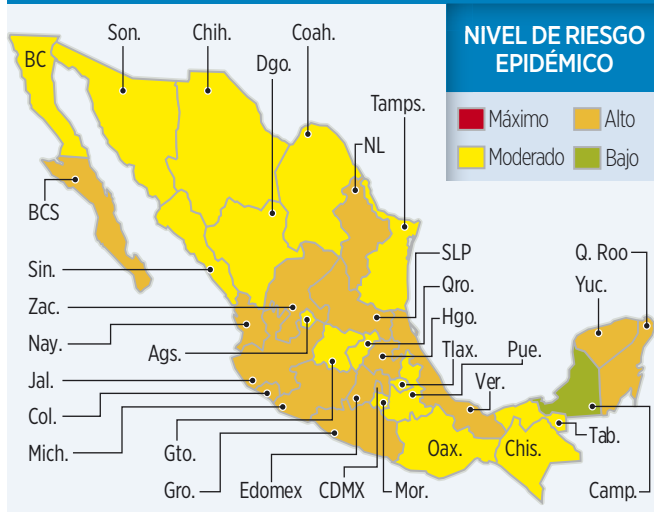 NIVEL DE RIESGO
EPIDÉMICO
Máximo
Alto
Moderado
Bajo
BC
Son.
Chih.
Coah.
Dgo.
Tamps.
NL
BCS
SLP
Q. Roo
Sin.
Qro.
Yuc.
Zac.
Hgo.
Nay.
Ags.
Tlax.
Pue.
Jal.
Ver.
Col.
Mich.
Gto.
Oax.
Chis.
Tab.
Gro.
Edomex
CDMX
Mor.
Camp.